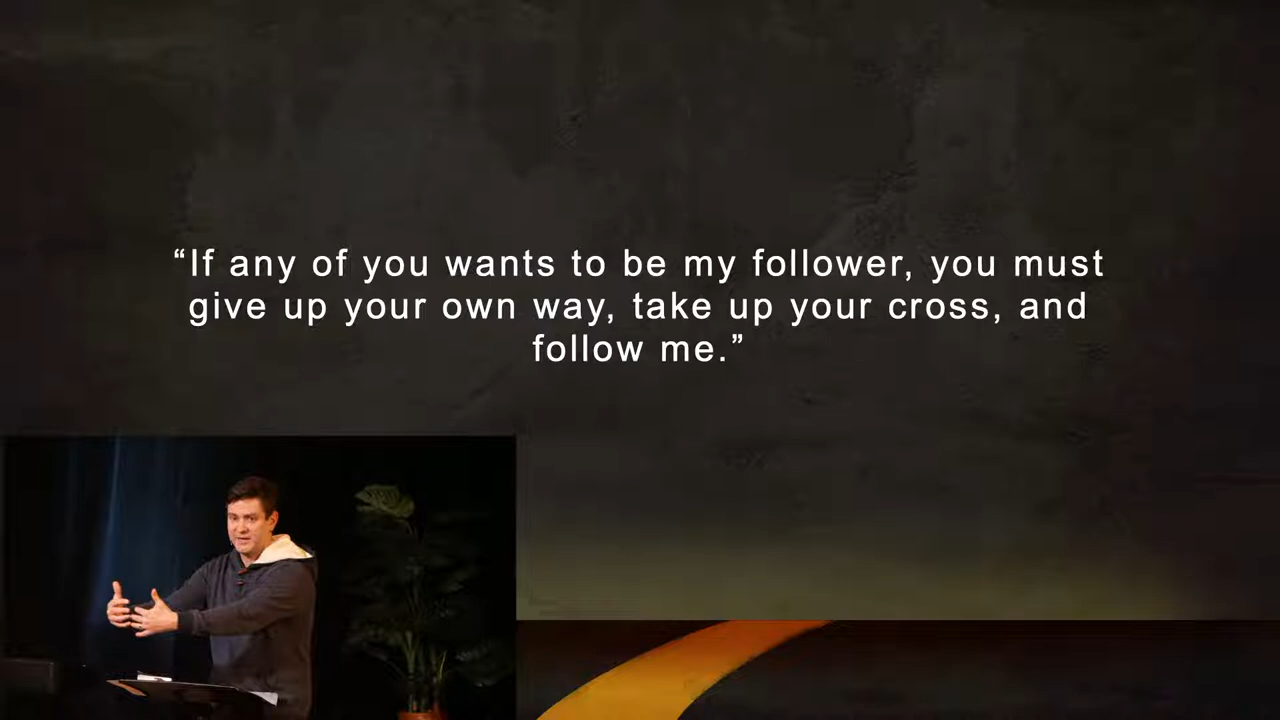 “If any of you wants to be my follower, you must
give up your own way, take up your cross, and
follow me.”